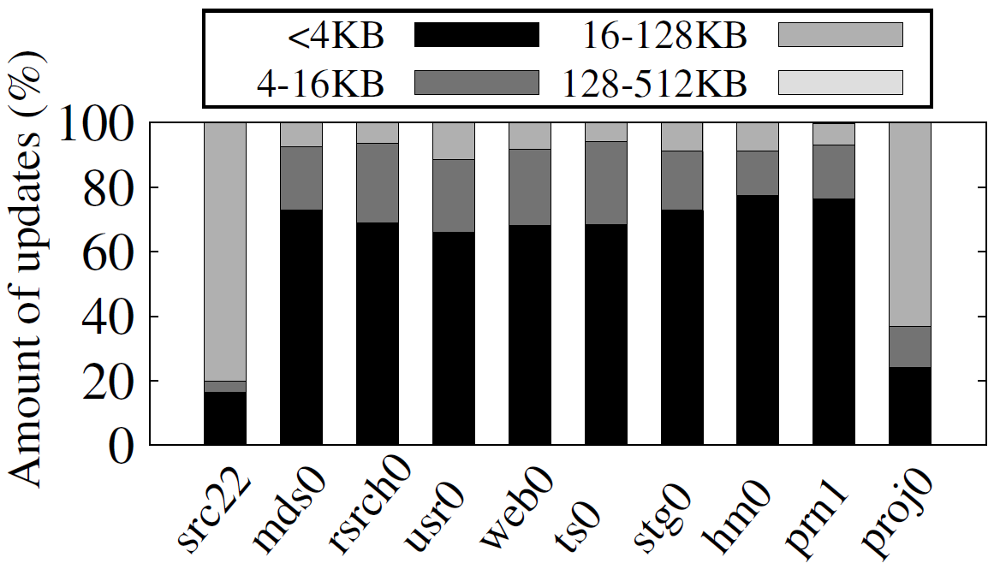 <4KB 16-128KB
4-16KB 128-512KB
Amount of updates (%)
100
80
60
40
20
0
src22 mds0 rsrch0 usr0 web0 ts0 stg0 hm0 prn1 proj0